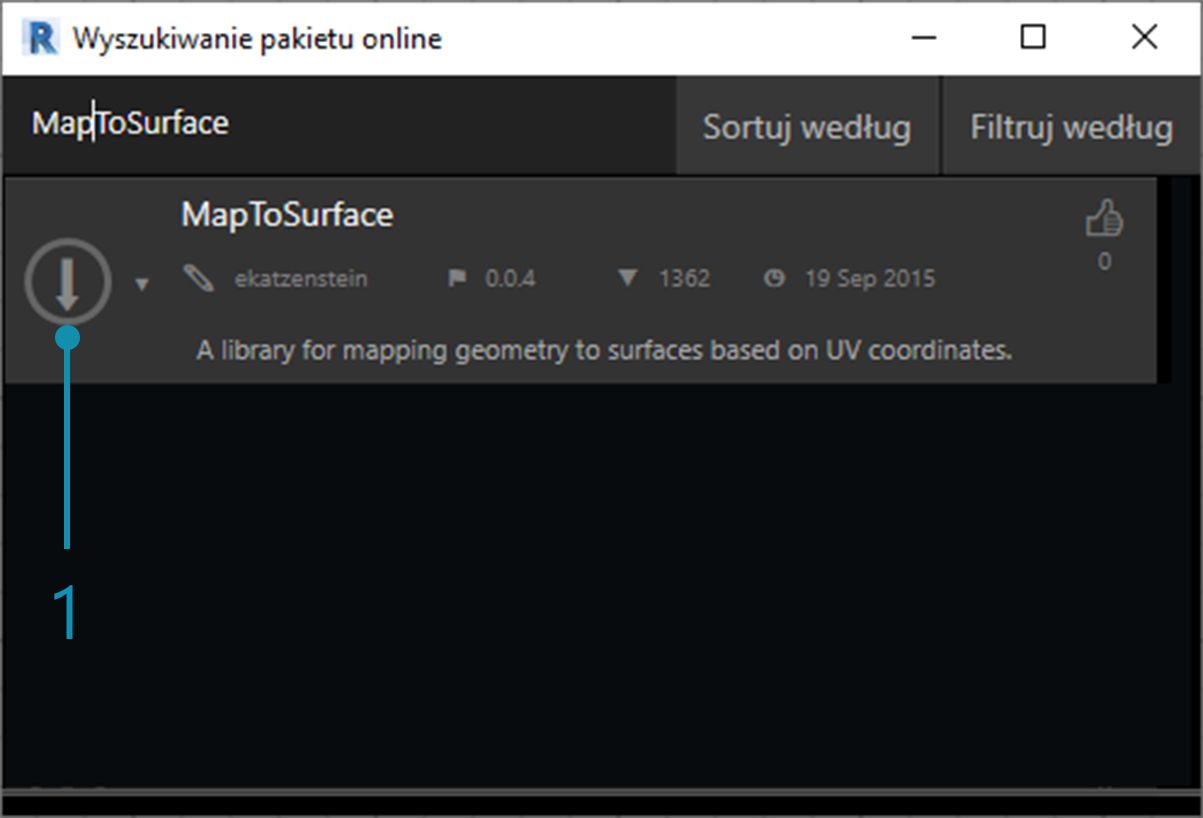 Wyszukiwanie pakietu online
MapToSurface
Sortuj według
Filtruj według
MapToSurface
ekatzenstein 0.0.4 1362 19 Sep 2015
0
A library for mapping geometry to surfaces based on UV coordinates.
1